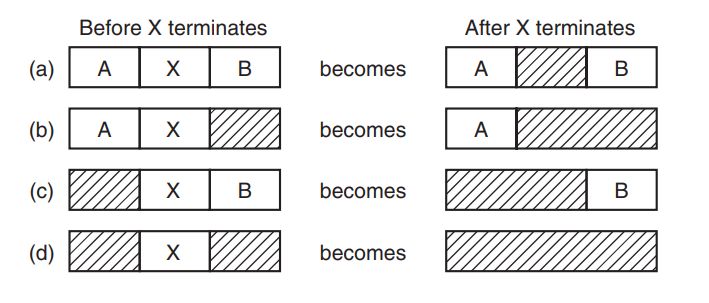 Before X terminates After X terminates
(a) A X B becomes A B
(b) A X becomes A
(c) X B becomes B
(d) X becomes